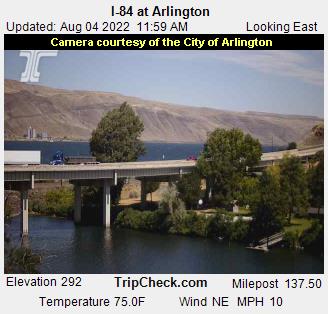 I-84 at Arlington
Updated: Aug 04 2022 11:59 AM Looking East
Camera courtesy of the City of Arlington
Elevation 292 TripCheck.com Milepost 137.50
Temperature 75.0F Wind NE MPH 10